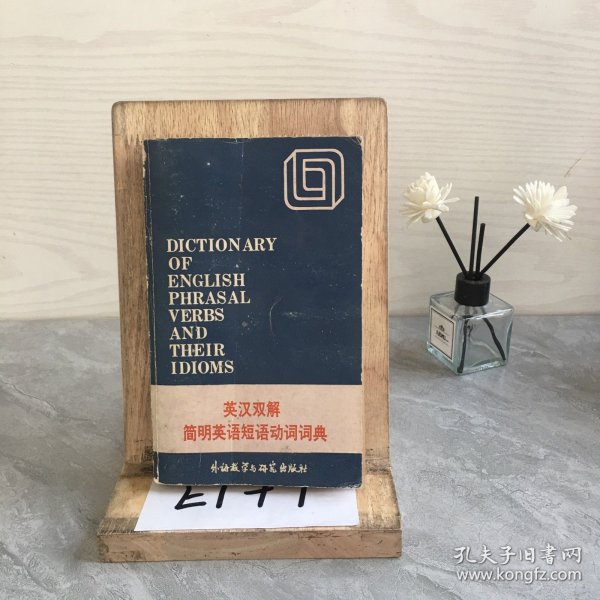 DICTIONARY
OF
ENGLISH
PHRASAL
VERBS
AND
THEIR
IDIOMS
英汉双解
简明英语短语动词词典
外语教学与研究出版社
E171
孔夫子旧书网
www.kongfz.com